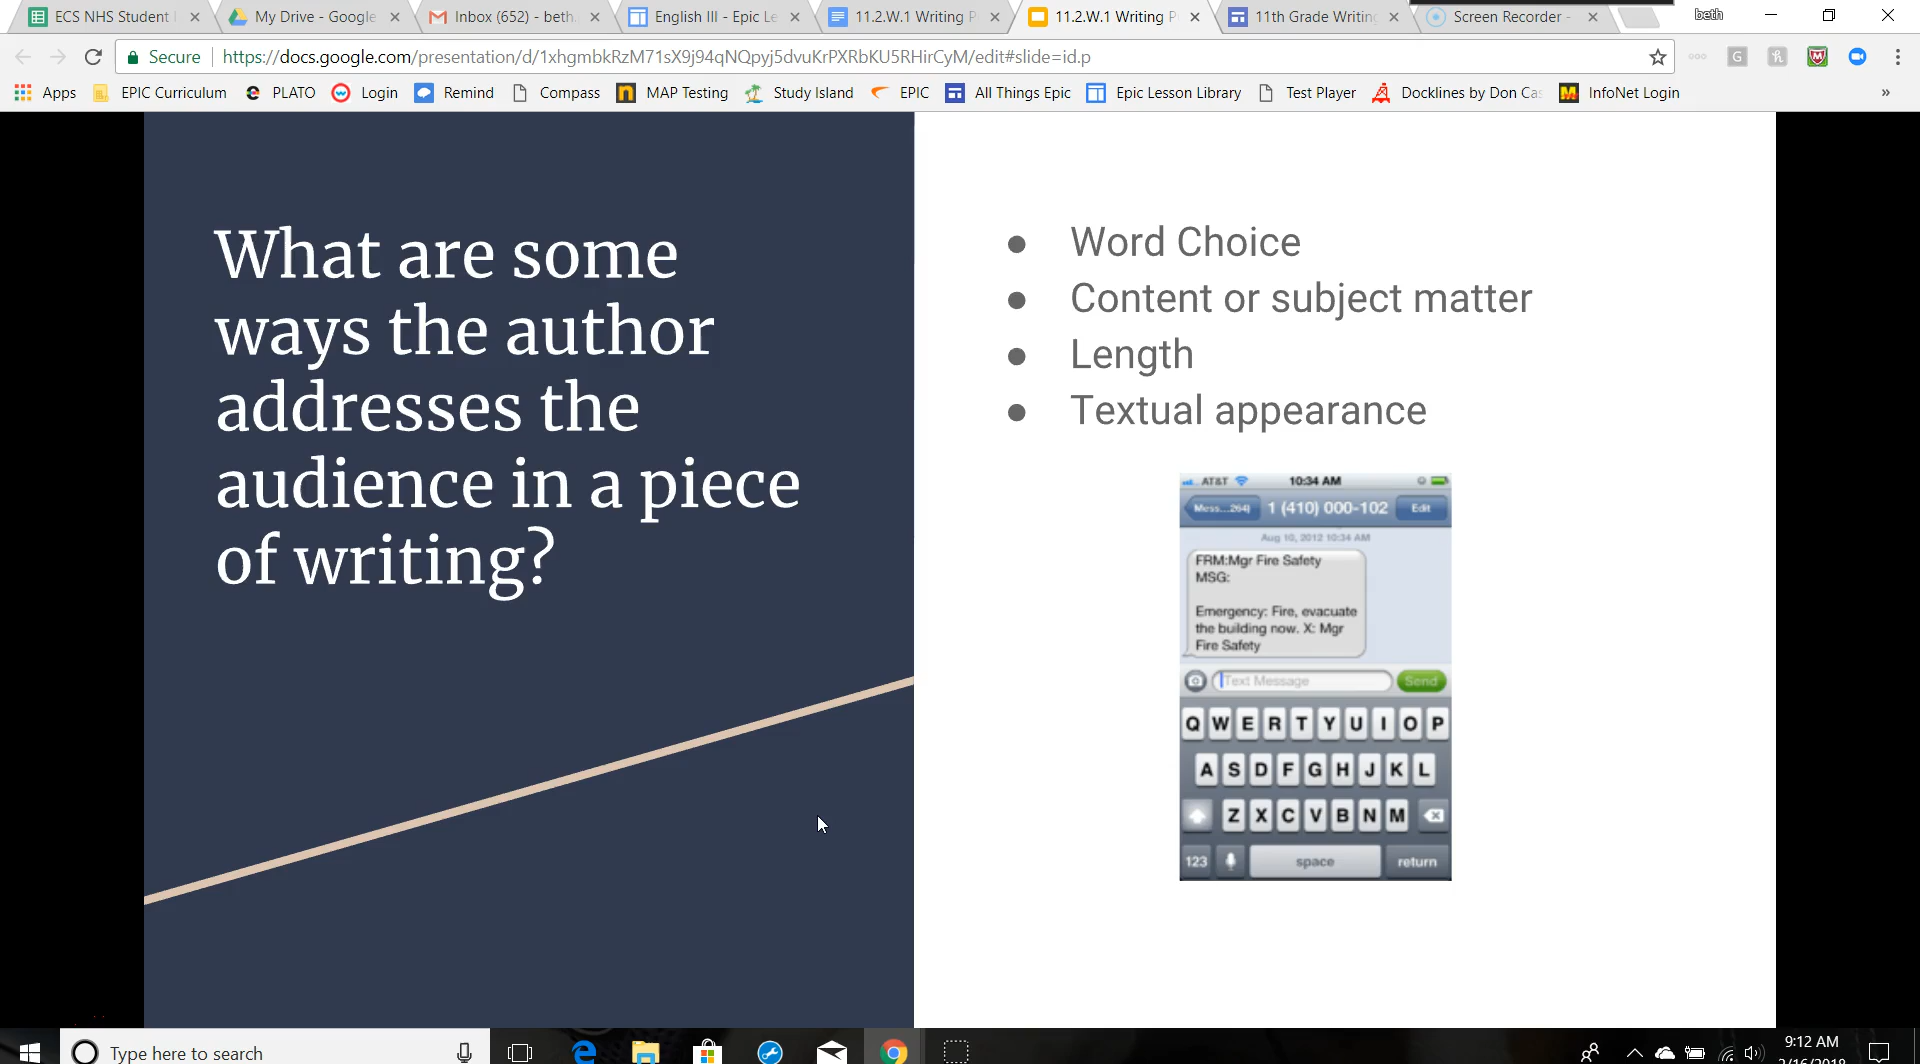 ECS NHS Student
My Drive - Google
Inbox (652) - beth.
English III - Epic Le
11.2.W.1 Writing P
11.2.W.1 Writing P
11th Grade Writing
Screen Recorder -
beth
Secure
https://docs.google.com/presentation/d/1xhgmbkRzM71sX9j94qNQpyj5dvuKrPXRbKU5RHirCyM/edit#slide=id.p
Apps
EPIC Curriculum
PLATO
Login
Remind
Compass
MAP Testing
Study Island
EPIC
All Things Epic
Epic Lesson Library
Test Player
Docklines by Don Cas
InfoNet Login
»
What are some
ways the author
addresses the
audience in a piece
of writing?
● Word Choice
● Content or subject matter
● Length
● Textual appearance
AT&T 10:34 AM
Mess...264) 1 (410) 000-102 Edit
Aug 10, 2012 10:34 AM
FRM:Mgr Fire Safety
MSG:
Emergency: Fire, evacuate
the building now. X: Mgr
Fire Safety
Text Message Send
Q W E R T Y U I O P
A S D F G H J K L
Z X C V B N M
123 space return
Type here to search
9:12 AM